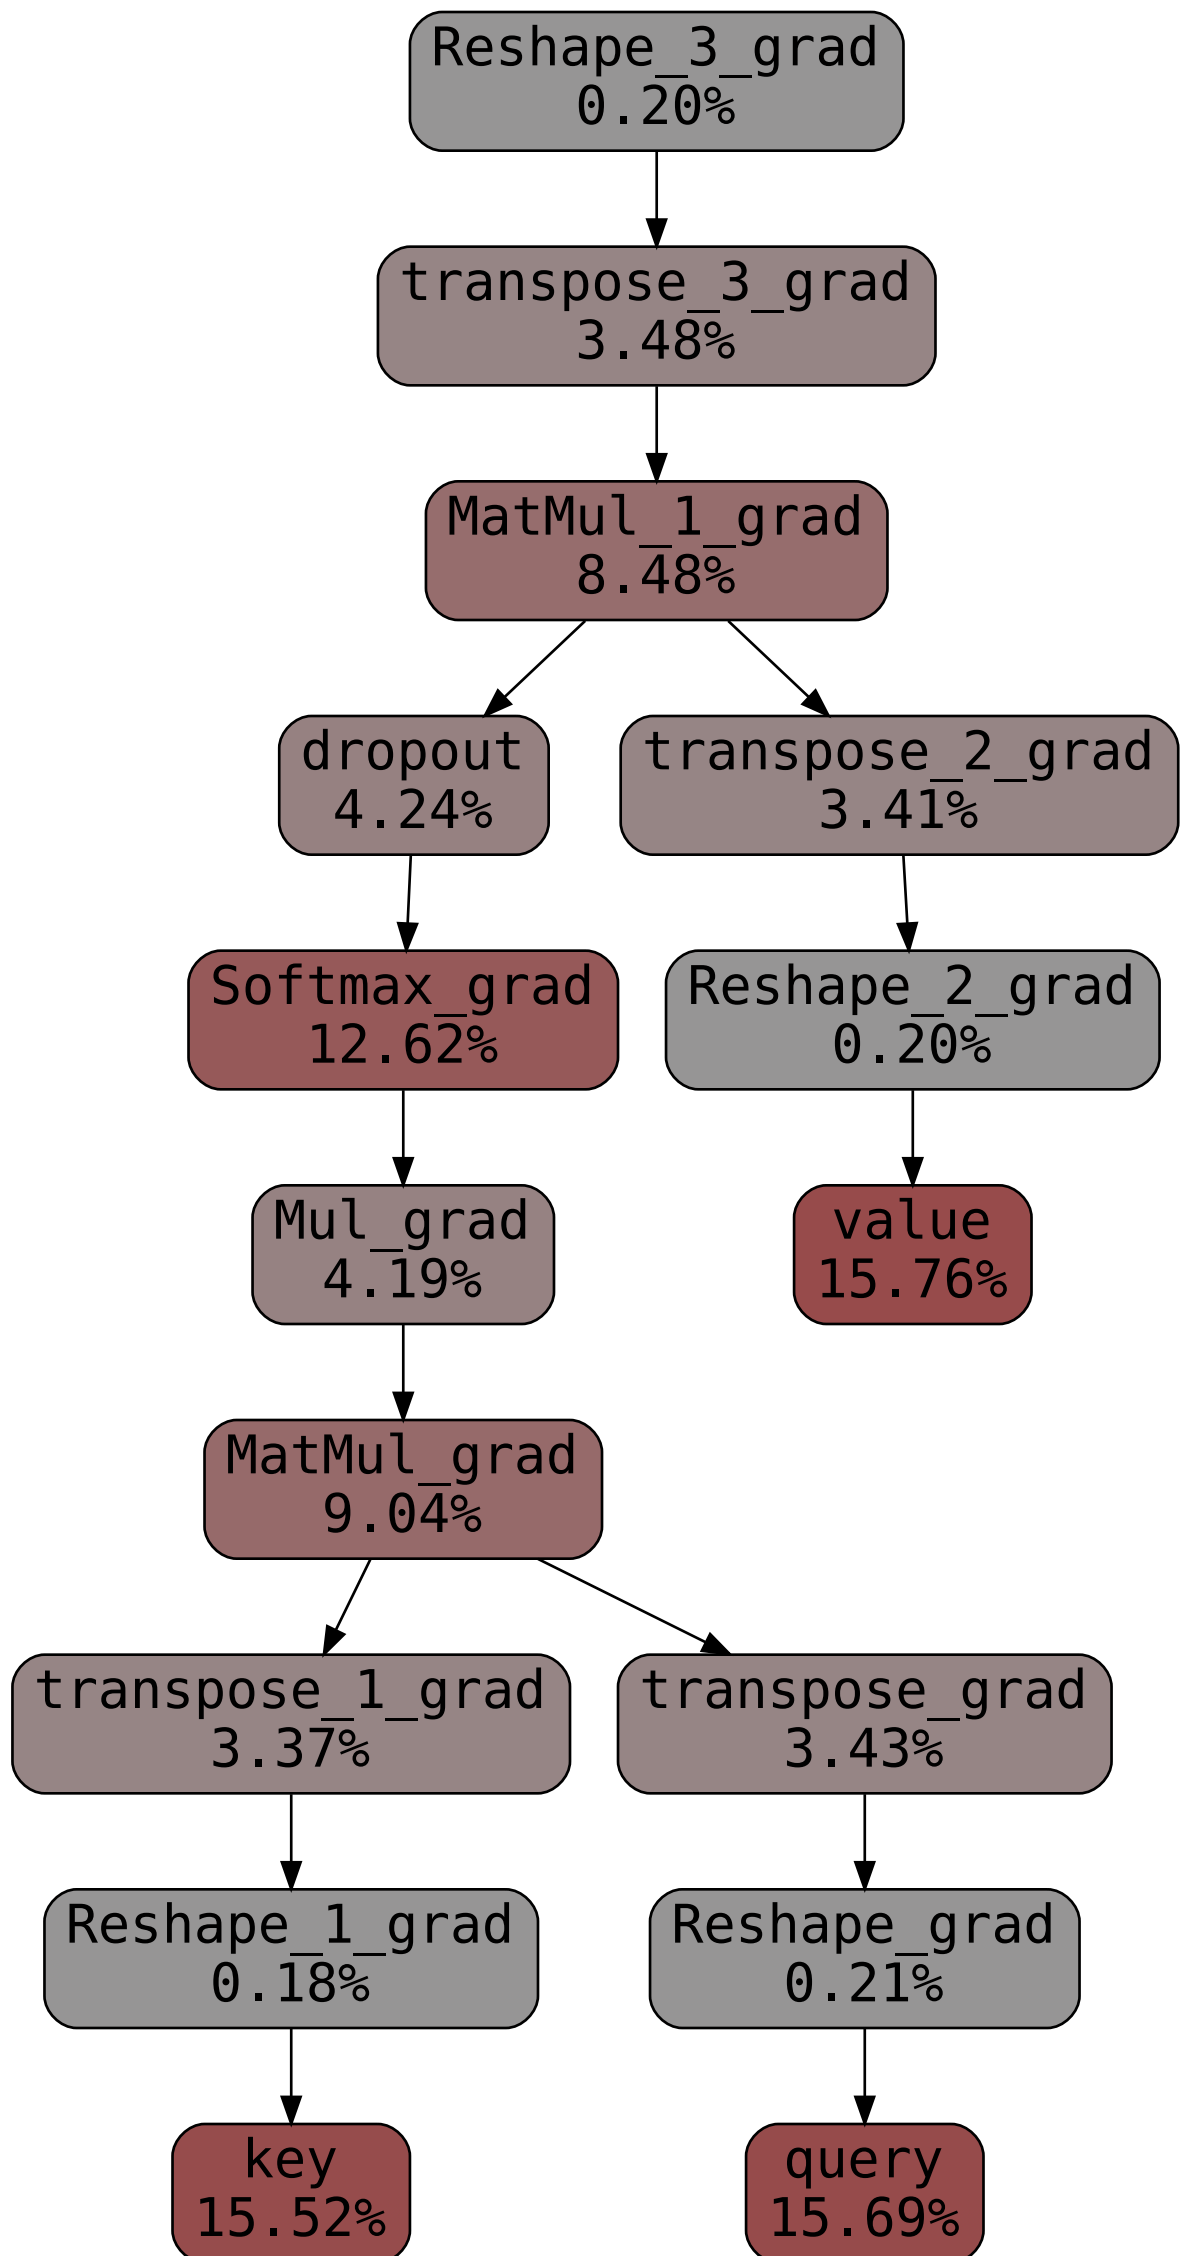 Reshape_3_grad
0.20%
transpose_3_grad
3.48%
MatMul_1_grad
8.48%
dropout
4.24%
transpose_2_grad
3.41%
Softmax_grad
12.62%
Reshape_2_grad
0.20%
Mul_grad
4.19%
value
15.76%
MatMul_grad
9.04%
transpose_1_grad
3.37%
transpose_grad
3.43%
Reshape_1_grad
0.18%
Reshape_grad
0.21%
key
15.52%
query
15.69%